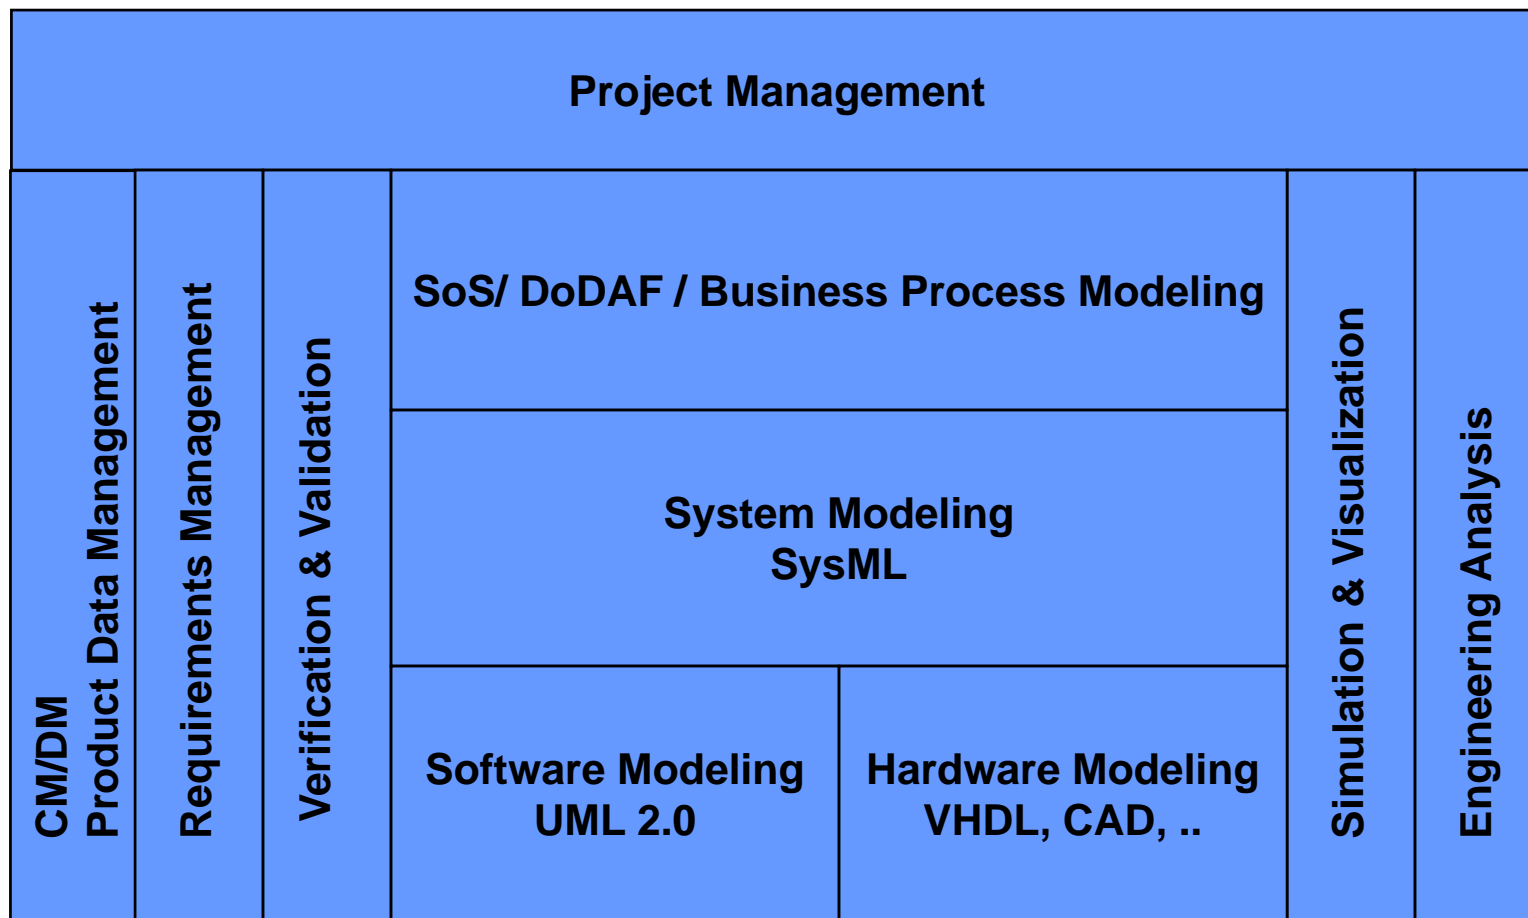 Project Management
CM/DM
Product Data Management
Requirements Management
Verification & Validation
SoS/ DoDAF / Business Process Modeling
System Modeling
SysML
Software Modeling
UML 2.0
Hardware Modeling
VHDL, CAD, ..
Simulation & Visualization
Engineering Analysis